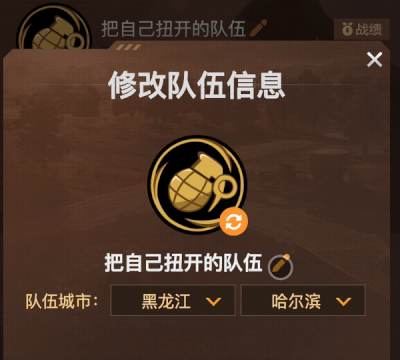 把自己扭开的队伍
战绩
修改队伍信息
把自己扭开的队伍
队伍城市： 黑龙江 哈尔滨